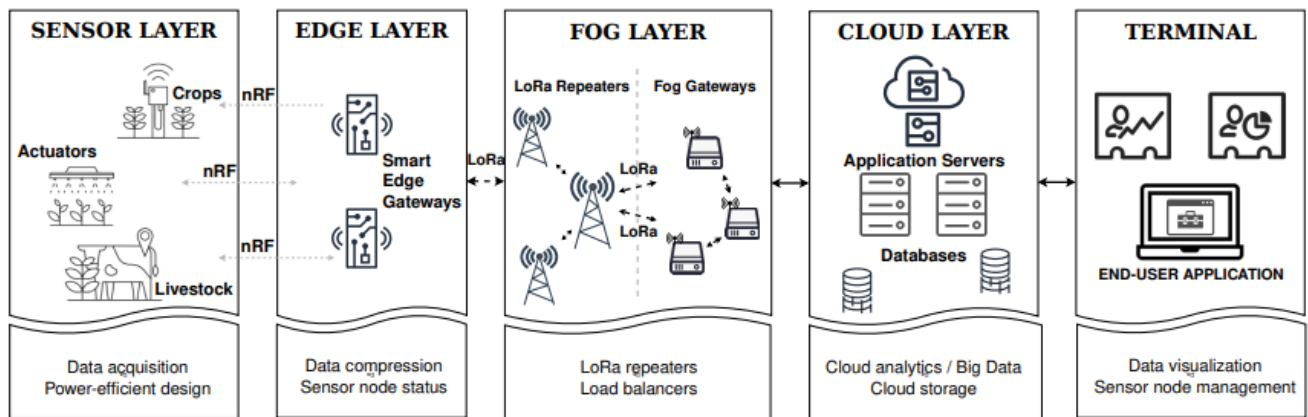 SENSOR LAYER
Crops
nRF
Actuators
nRF
nRF
Livestock
Data acquisition
Power-efficient design
EDGE LAYER
Smart
Edge
Gateways
LoRa
Data compression
Sensor node status
FOG LAYER
LoRa Repeaters
Fog Gateways
LoRa
LoRa
LoRa repeaters
Load balancers
CLOUD LAYER
Application Servers
Databases
Cloud analytics / Big Data
Cloud storage
TERMINAL
END-USER APPLICATION
Data visualization
Sensor node management